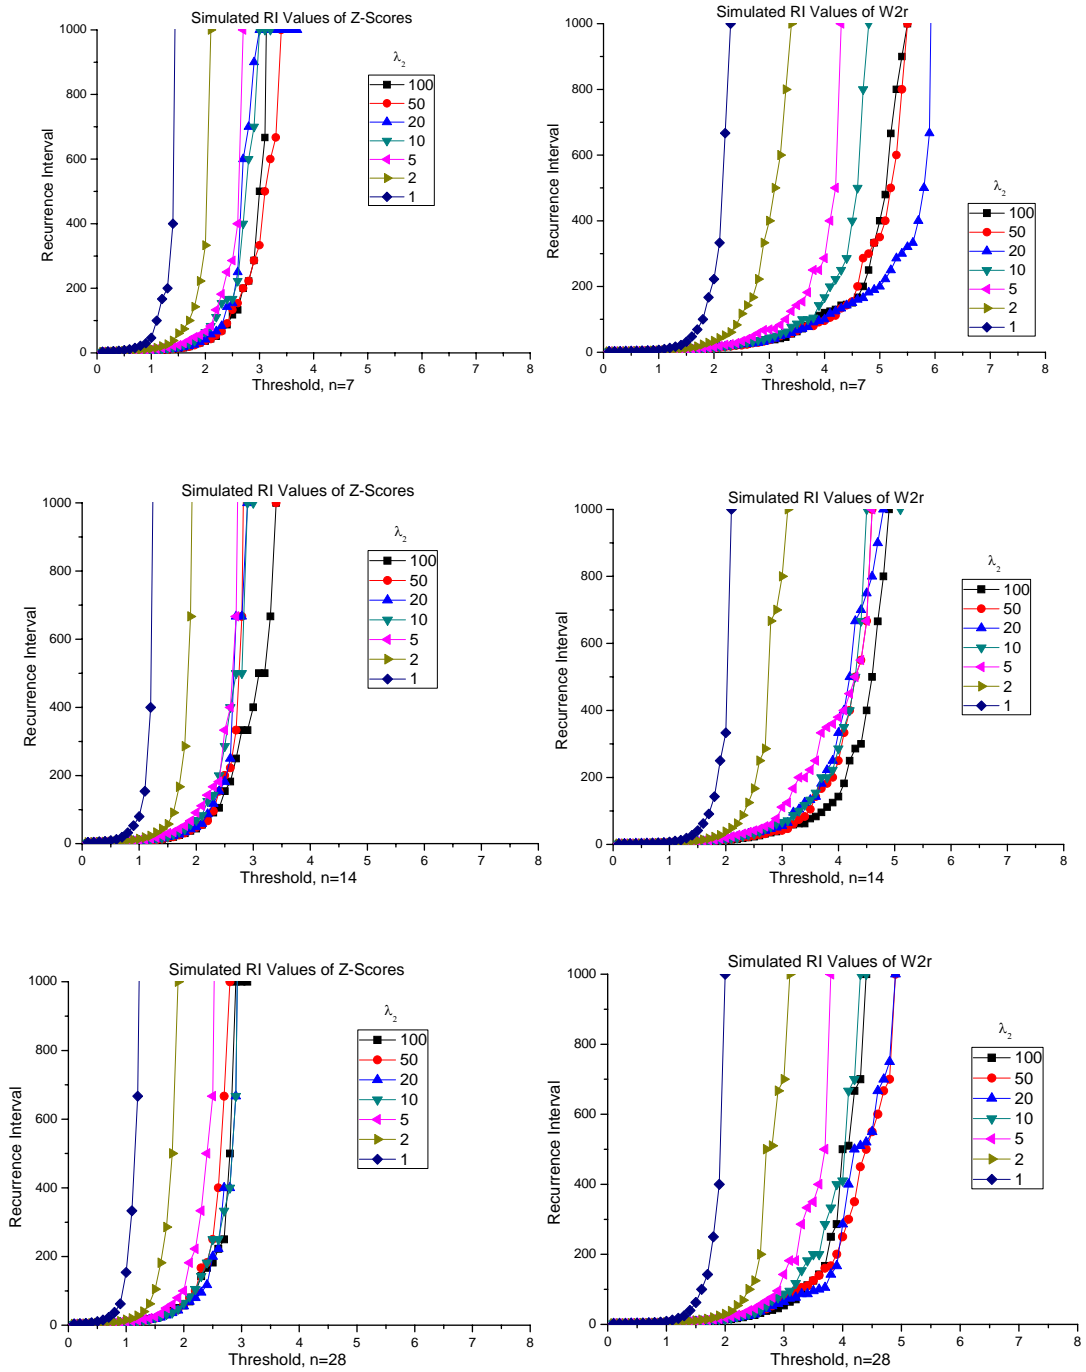 Simulated RI Values of Z-Scores
Recurrence Interval
1000
800
600
400
200
0
0 1 2 3 4 5 6 7 8
Threshold, n=7
λ2
100
50
20
10
5
2
1
Simulated RI Values of W2r
Recurrence Interval
1000
800
600
400
200
0
0 1 2 3 4 5 6 7 8
Threshold, n=7
λ2
100
50
20
10
5
2
1
Simulated RI Values of Z-Scores
Recurrence Interval
1000
800
600
400
200
0
0 1 2 3 4 5 6 7 8
Threshold, n=14
λ2
100
50
20
10
5
2
1
Simulated RI Values of W2r
Recurrence Interval
1000
800
600
400
200
0
0 1 2 3 4 5 6 7 8
Threshold, n=14
λ2
100
50
20
10
5
2
1
Simulated RI Values of Z-Scores
Recurrence Interval
1000
800
600
400
200
0
0 1 2 3 4 5 6 7 8
Threshold, n=28
λ2
100
50
20
10
5
2
1
Simulated RI Values of W2r
Recurrence Interval
1000
800
600
400
200
0
0 1 2 3 4 5 6 7 8
Threshold, n=28
λ2
100
50
20
10
5
2
1